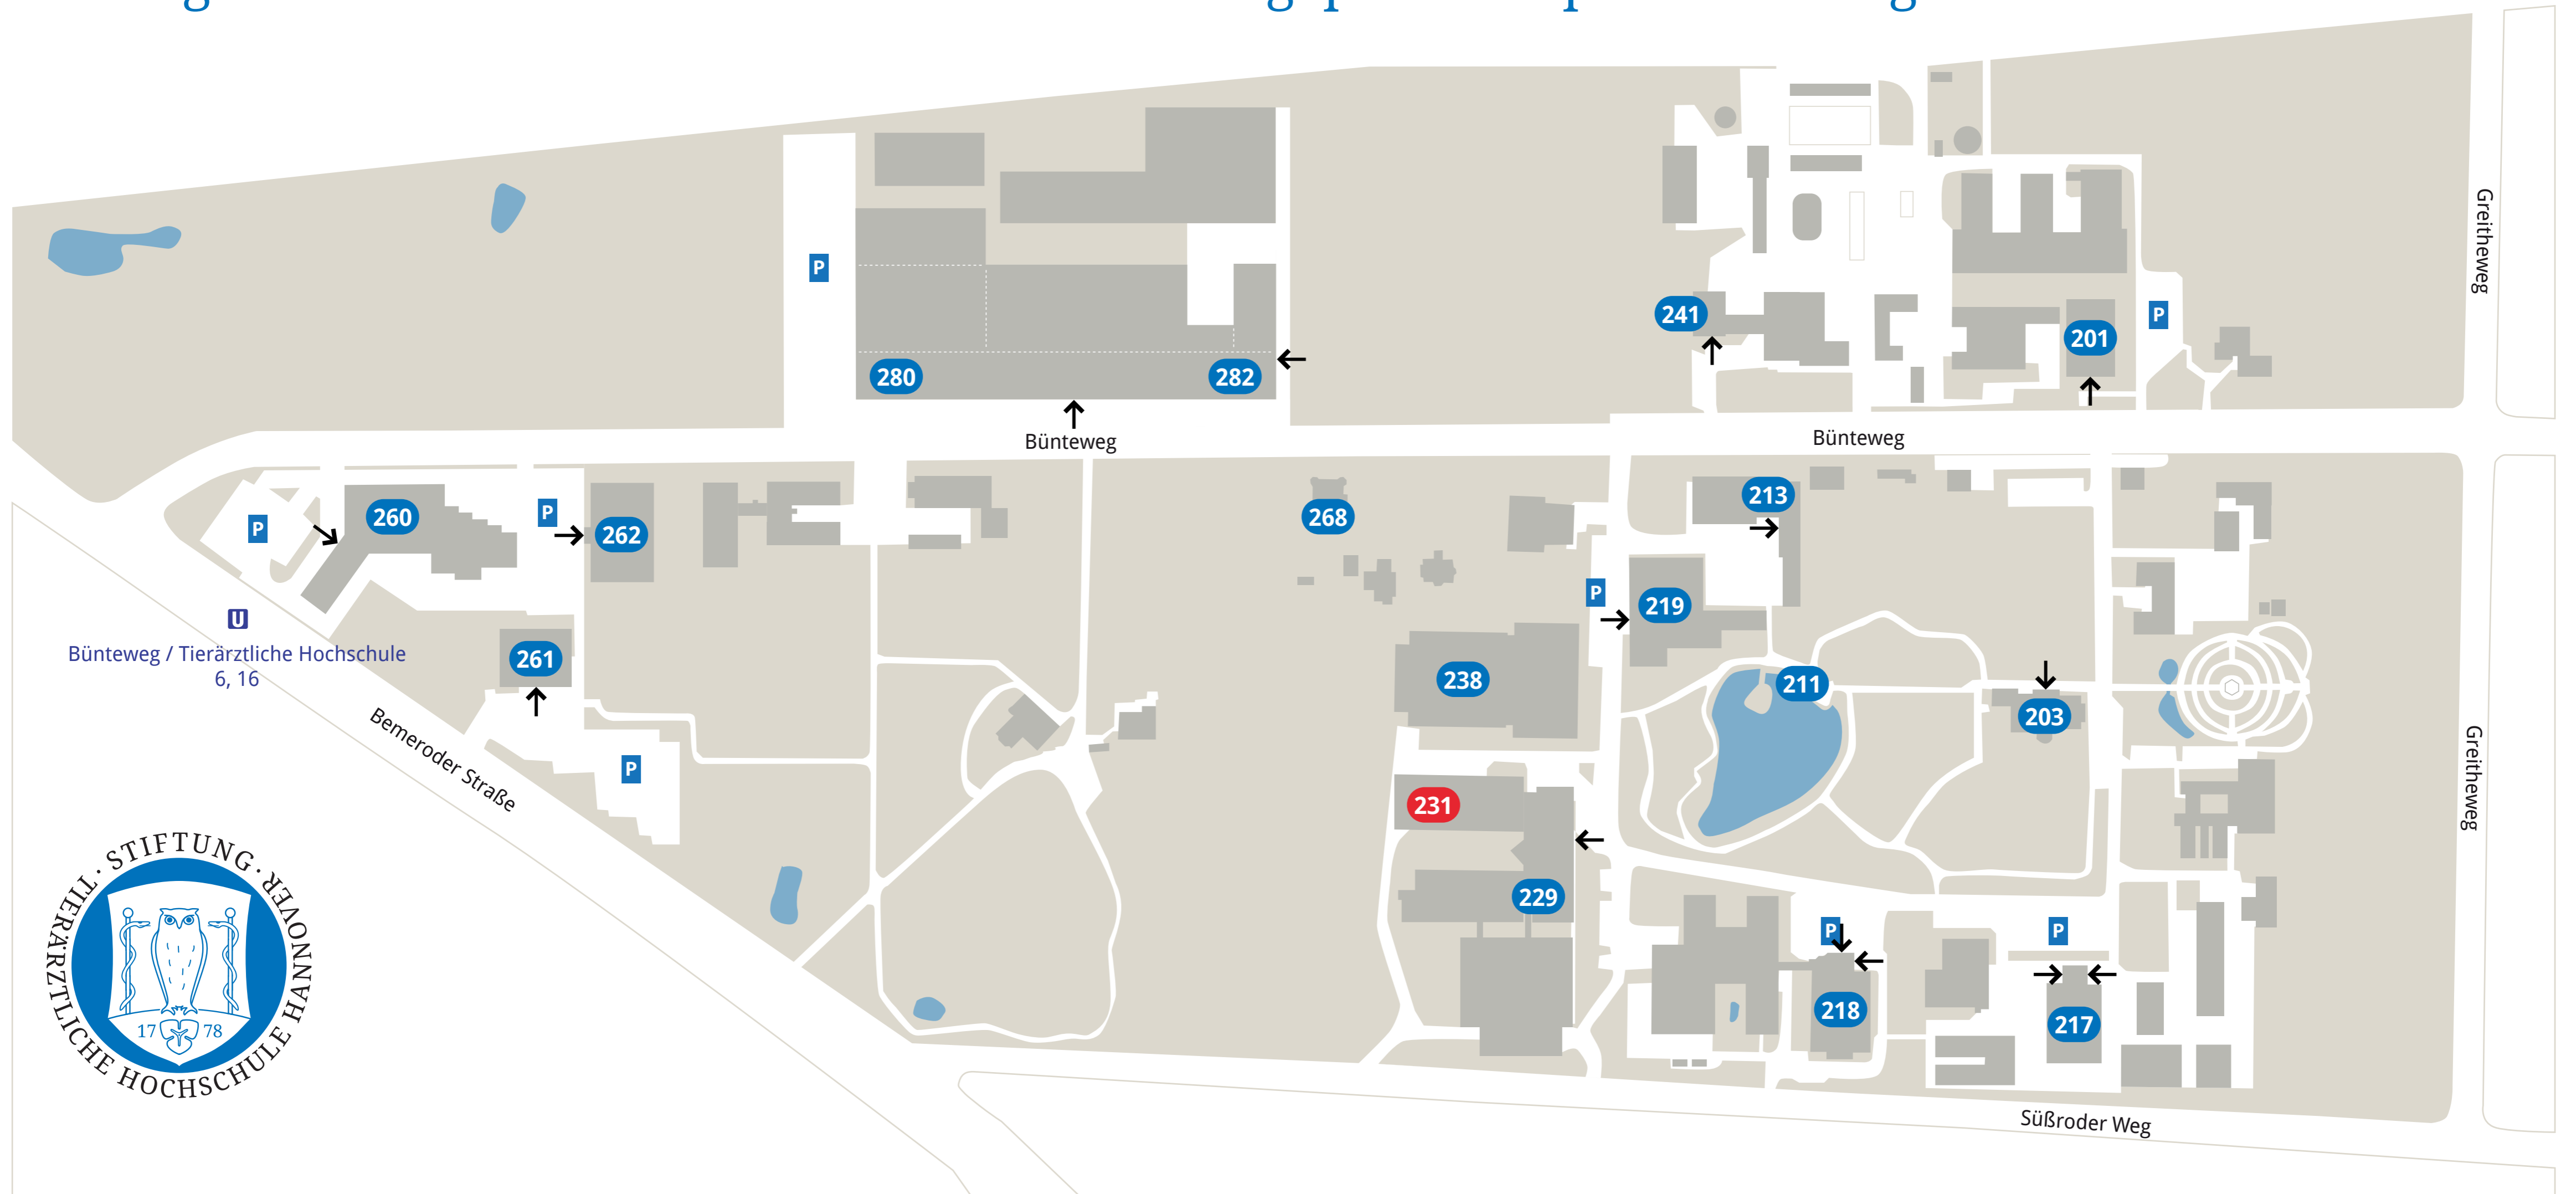 P
Greitheweg
241
P
201
280
282
Bünteweg
Bünteweg
P
260
P
262
268
213
P
219
U
Bünteweg / Tierärztliche Hochschule
6, 16
261
238
211
203
Bemeroder Straße
P
231
Greitheweg
229
P
P
218
217
Süßroder Weg
STIFTUNG · TIERÄRZTLICHE HOCHSCHULE HANNOVER ·
17 78